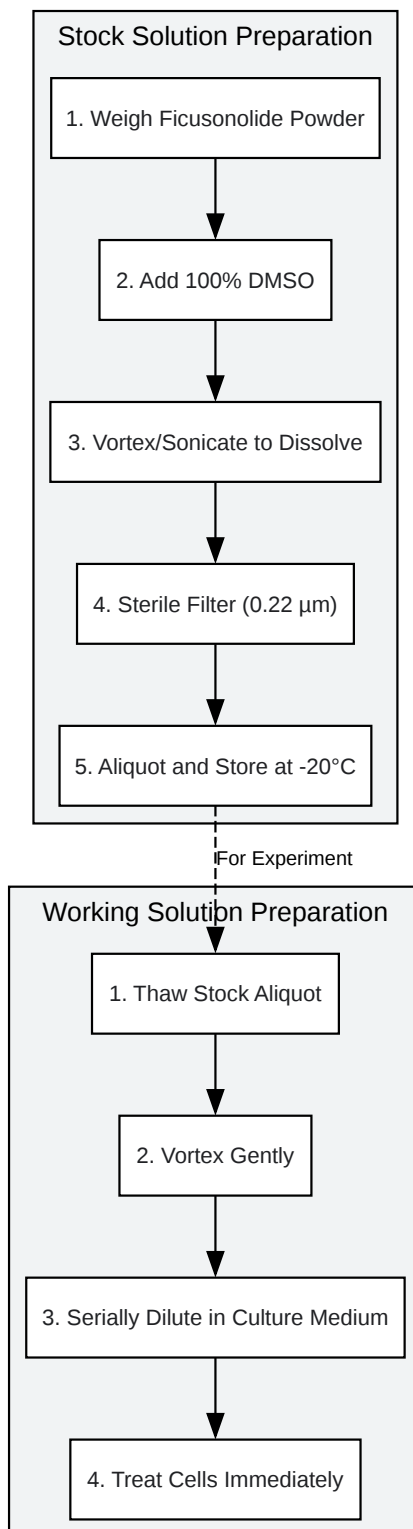 Stock Solution Preparation
1. Weigh Ficusonolide Powder
2. Add 100% DMSO
3. Vortex/Sonicate to Dissolve
4. Sterile Filter (0.22 µm)
5. Aliquot and Store at -20°C
For Experiment
Working Solution Preparation
1. Thaw Stock Aliquot
2. Vortex Gently
3. Serially Dilute in Culture Medium
4. Treat Cells Immediately